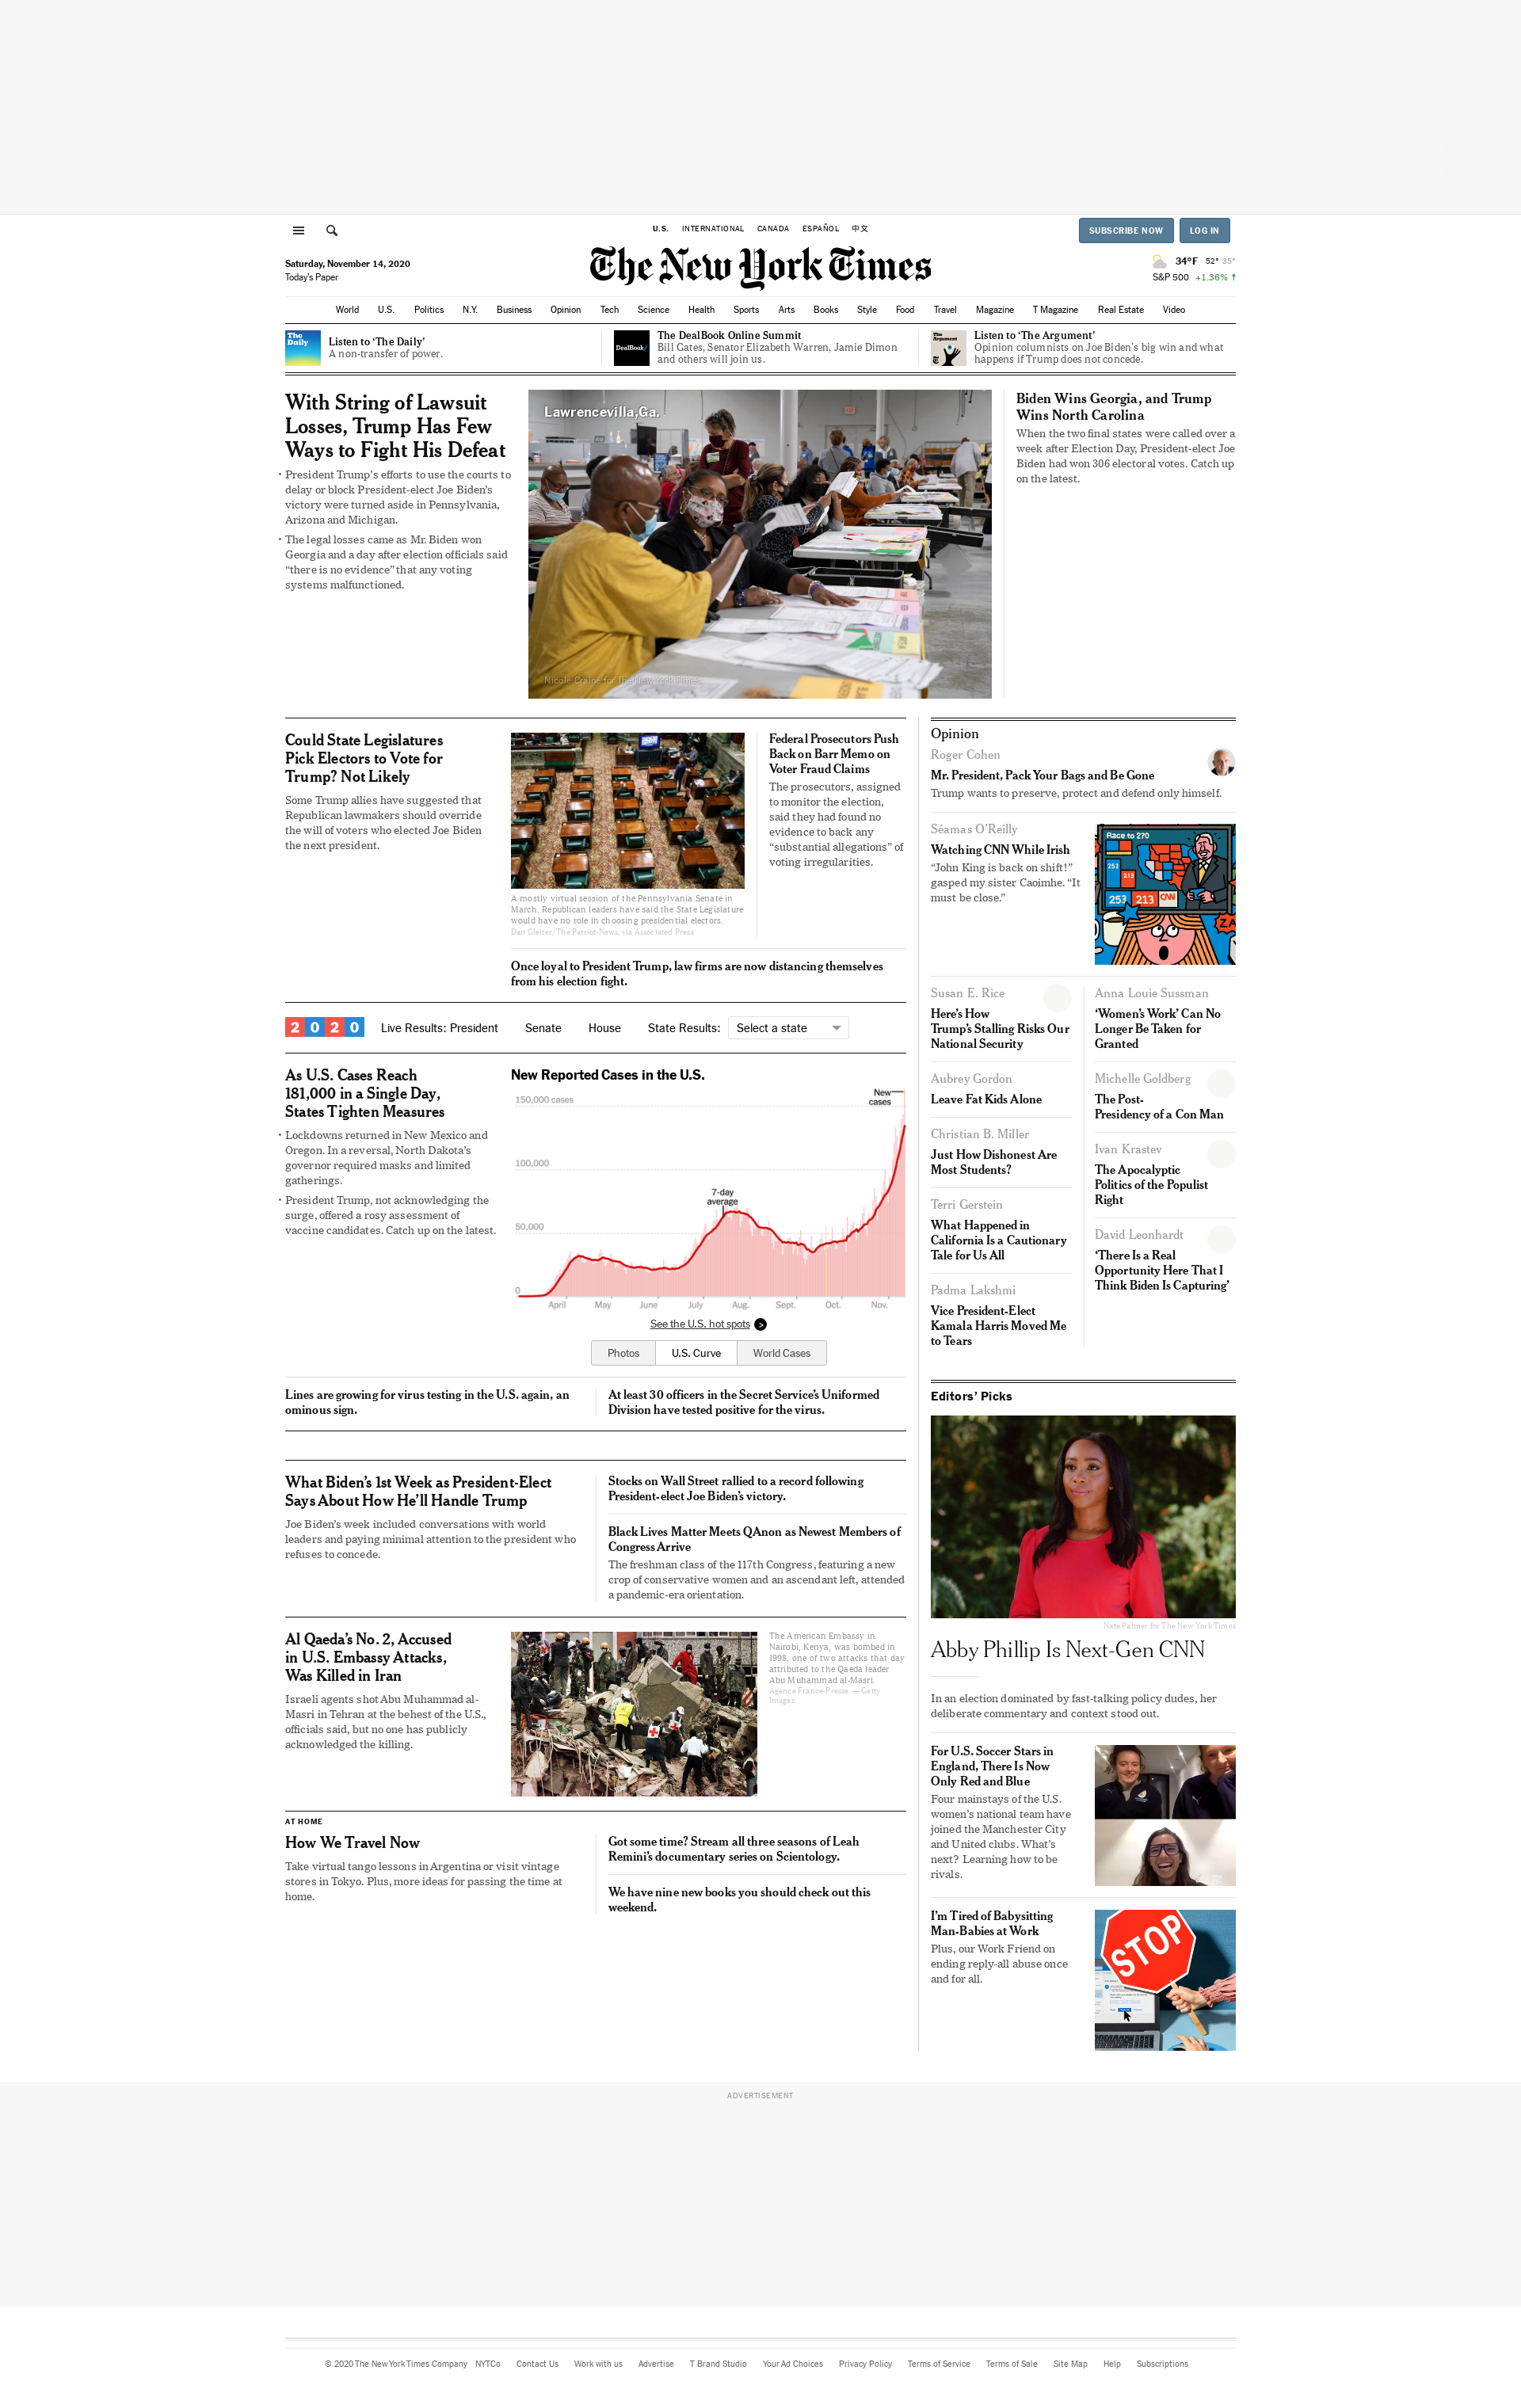 U.S. INTERNATIONAL CANADA ESPAÑOL 中文
SUBSCRIBE NOW LOG IN
Saturday, November 14, 2020
Today's Paper
The New York Times
34°F 52° 35°
S&P 500 +1.36%
World U.S. Politics N.Y. Business Opinion Tech Science Health Sports Arts Books Style Food Travel Magazine T Magazine Real Estate Video
The
Daily
Listen to ‘The Daily’
A non-transfer of power.
DealBook/
The DealBook Online Summit
Bill Gates, Senator Elizabeth Warren, Jamie Dimon
and others will join us.
The
Argument
Listen to ‘The Argument’
Opinion columnists on Joe Biden’s big win and what
happens if Trump does not concede.
With String of Lawsuit
Losses, Trump Has Few
Ways to Fight His Defeat
President Trump’s efforts to use the courts to
delay or block President-elect Joe Biden’s
victory were turned aside in Pennsylvania,
Arizona and Michigan.
The legal losses came as Mr. Biden won
Georgia and a day after election officials said
“there is no evidence” that any voting
systems malfunctioned.
Lawrenceville,Ga.
Nicole Craine for The New York Times
Biden Wins Georgia, and Trump
Wins North Carolina
When the two final states were called over a
week after Election Day, President-elect Joe
Biden had won 306 electoral votes. Catch up
on the latest.
Could State Legislatures
Pick Electors to Vote for
Trump? Not Likely
Some Trump allies have suggested that
Republican lawmakers should override
the will of voters who elected Joe Biden
the next president.
A mostly virtual session of the Pennsylvania Senate in
March. Republican leaders have said the State Legislature
would have no role in choosing presidential electors.
Dan Gleiter/The Patriot-News, via Associated Press
Federal Prosecutors Push
Back on Barr Memo on
Voter Fraud Claims
The prosecutors, assigned
to monitor the election,
said they had found no
evidence to back any
“substantial allegations” of
voting irregularities.
Once loyal to President Trump, law firms are now distancing themselves
from his election fight.
2020 Live Results: President Senate House State Results: Select a state
As U.S. Cases Reach
181,000 in a Single Day,
States Tighten Measures
Lockdowns returned in New Mexico and
Oregon. In a reversal, North Dakota’s
governor required masks and limited
gatherings.
President Trump, not acknowledging the
surge, offered a rosy assessment of
vaccine candidates. Catch up on the latest.
New Reported Cases in the U.S.
New
cases
150,000 cases
100,000
7-day
average
50,000
0
April May June July Aug. Sept. Oct. Nov.
See the U.S. hot spots >
Photos U.S. Curve World Cases
Lines are growing for virus testing in the U.S. again, an
ominous sign.
At least 30 officers in the Secret Service’s Uniformed
Division have tested positive for the virus.
What Biden’s 1st Week as President-Elect
Says About How He’ll Handle Trump
Joe Biden’s week included conversations with world
leaders and paying minimal attention to the president who
refuses to concede.
Stocks on Wall Street rallied to a record following
President-elect Joe Biden’s victory.
Black Lives Matter Meets QAnon as Newest Members of
Congress Arrive
The freshman class of the 117th Congress, featuring a new
crop of conservative women and an ascendant left, attended
a pandemic-era orientation.
Al Qaeda’s No. 2, Accused
in U.S. Embassy Attacks,
Was Killed in Iran
Israeli agents shot Abu Muhammad al-
Masri in Tehran at the behest of the U.S.,
officials said, but no one has publicly
acknowledged the killing.
The American Embassy in
Nairobi, Kenya, was bombed in
1998, one of two attacks that day
attributed to the Qaeda leader
Abu Muhammad al-Masri.
Agence France-Presse — Getty
Images
AT HOME
How We Travel Now
Take virtual tango lessons in Argentina or visit vintage
stores in Tokyo. Plus, more ideas for passing the time at
home.
Got some time? Stream all three seasons of Leah
Remini’s documentary series on Scientology.
We have nine new books you should check out this
weekend.
Opinion
Roger Cohen
Mr. President, Pack Your Bags and Be Gone
Trump wants to preserve, protect and defend only himself.
Séamas O’Reilly
Watching CNN While Irish
“John King is back on shift!”
gasped my sister Caoimhe. “It
must be close.”
Race to 270
253
213
253 213 CNN
ZA
Susan E. Rice
Here’s How
Trump’s Stalling Risks Our
National Security
Aubrey Gordon
Leave Fat Kids Alone
Christian B. Miller
Just How Dishonest Are
Most Students?
Terri Gerstein
What Happened in
California Is a Cautionary
Tale for Us All
Padma Lakshmi
Vice President-Elect
Kamala Harris Moved Me
to Tears
Anna Louie Sussman
‘Women’s Work’ Can No
Longer Be Taken for
Granted
Michelle Goldberg
The Post-
Presidency of a Con Man
Ivan Krastev
The Apocalyptic
Politics of the Populist
Right
David Leonhardt
‘There Is a Real
Opportunity Here That I
Think Biden Is Capturing’
Editors’ Picks
Nate Palmer for The New York Times
Abby Phillip Is Next-Gen CNN
In an election dominated by fast-talking policy dudes, her
deliberate commentary and context stood out.
For U.S. Soccer Stars in
England, There Is Now
Only Red and Blue
Four mainstays of the U.S.
women’s national team have
joined the Manchester City
and United clubs. What’s
next? Learning how to be
rivals.
I’m Tired of Babysitting
Man-Babies at Work
Plus, our Work Friend on
ending reply-all abuse once
and for all.
STOP
ADVERTISEMENT
© 2020 The New York Times Company NYTCo Contact Us Work with us Advertise T Brand Studio Your Ad Choices Privacy Policy Terms of Service Terms of Sale Site Map Help Subscriptions